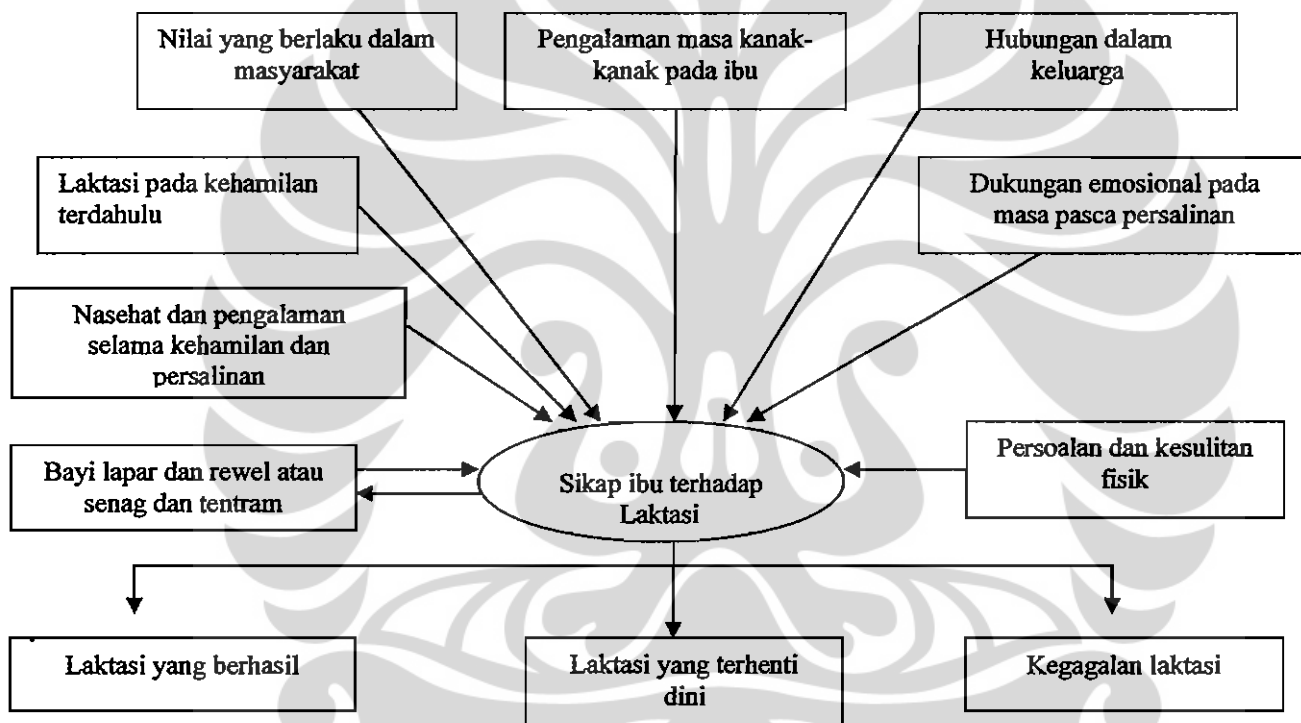 Nilai yang berlaku dalam
masyarakat
Pengalaman masa kanak-
kanak pada ibu
Hubungan dalam
keluarga
Laktasi pada kehamilan
terdahulu
Dukungan emosional pada
masa pasca persalinan
Nasehat dan pengalaman
selama kehamilan dan
persalinan
Bayi lapar dan rewel atau
senag dan tentram
Sikap ibu terhadap
Laktasi
Persoalan dan kesulitan
fisik
Laktasi yang berhasil
Laktasi yang terhenti
dini
Kegagalan laktasi